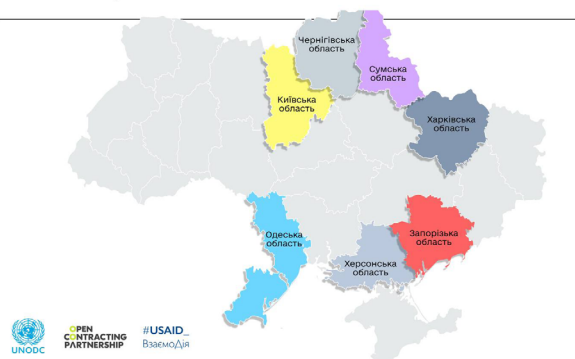 Чернігівська
область
Сумська
область
Київська
область
Харківська
область
Одеська
область
Запорізька
область
Херсонська
область
UNODC
OPEN
CONTRACTING
PARTNERSHIP
#USAID_
ВзаємоДія